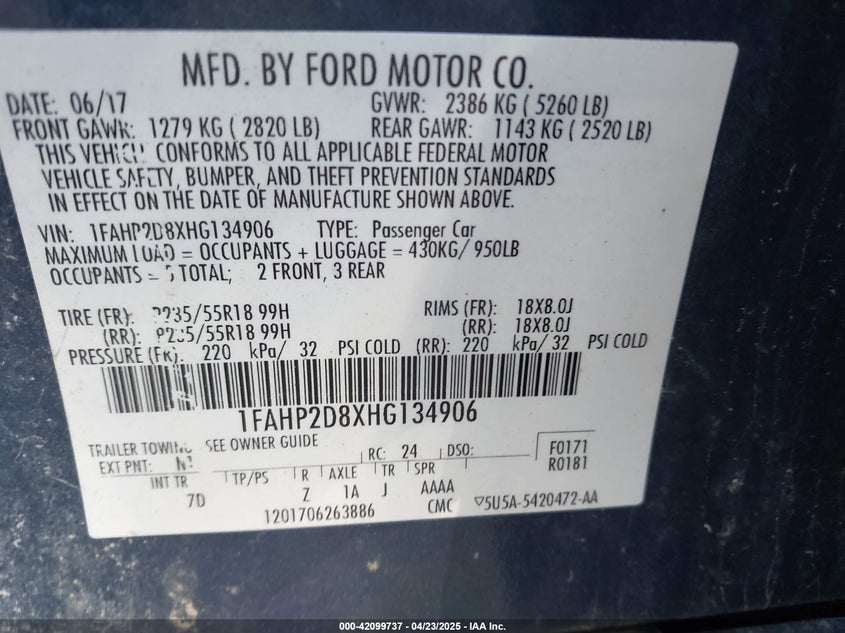 MFD. BY FORD MOTOR CO.
DATE: 06/17 GVWR: 2386 KG ( 5260 LB)
FRONT GAWR: 1279 KG ( 2820 LB) REAR GAWR: 1143 KG ( 2520 LB)
THIS VEHICLE CONFORMS TO ALL APPLICABLE FEDERAL MOTOR
VEHICLE SAFETY, BUMPER, AND THEFT PREVENTION STANDARDS
IN EFFECT ON THE DATE OF MANUFACTURE SHOWN ABOVE.
VIN: 1FAHP2D8XHG134906 TYPE: Passenger Car
MAXIMUM LOAD = OCCUPANTS + LUGGAGE = 430KG/ 950LB
OCCUPANTS = 5 TOTAL; 2 FRONT, 3 REAR
TIRE (FR): P235/55R18 99H RIMS (FR): 18X8.0J
(RR): P235/55R18 99H (RR): 18X8.0J
PRESSURE (FR): 220 kPa/ 32 PSI COLD (RR): 220 kPa/ 32 PSI COLD
1FAHP2D8XHG134906
TRAILER TOWING SEE OWNER GUIDE
EXT PNT: RC: 24 DSO: F0171
R0181
INT TR TP/PS R AXLE TR SPR
7D Z 1A J AAAA
1201706263886 CMC ▽5U5A-5420472-AA
000-42099737 - 04/23/2025 - IAA Inc.